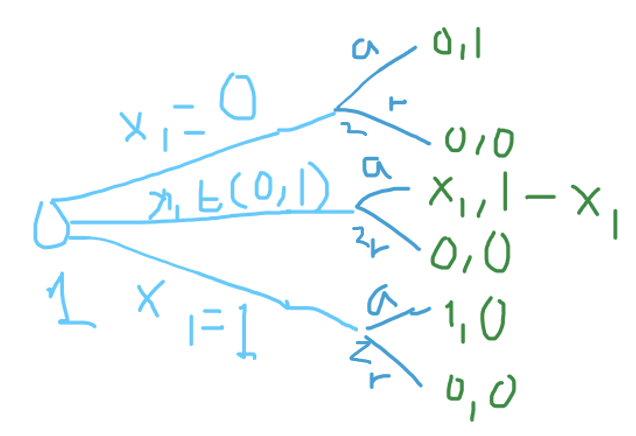 a 0,1
x₁=0
2 r 0,0
a x₁, 1-x₁
x₁ E(0,1)
2 r 0,0
1
x₁=1
a 1,0
2 r 0,0